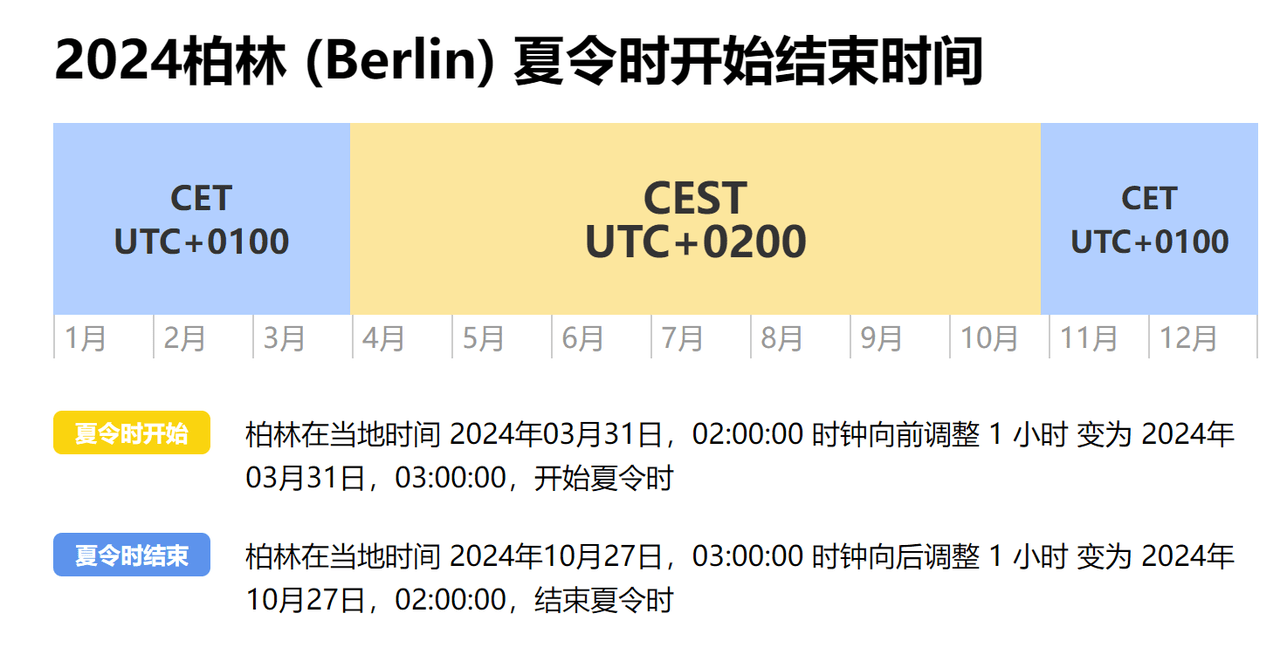 2024柏林 (Berlin) 夏令时开始结束时间
CET
UTC+0100
CEST
UTC+0200
CET
UTC+0100
1月
2月
3月
4月
5月
6月
7月
8月
9月
10月
11月
12月
夏令时开始
柏林在当地时间 2024年03月31日，02:00:00 时钟向前调整 1 小时 变为 2024年
03月31日，03:00:00，开始夏令时
夏令时结束
柏林在当地时间 2024年10月27日，03:00:00 时钟向后调整 1 小时 变为 2024年
10月27日，02:00:00，结束夏令时